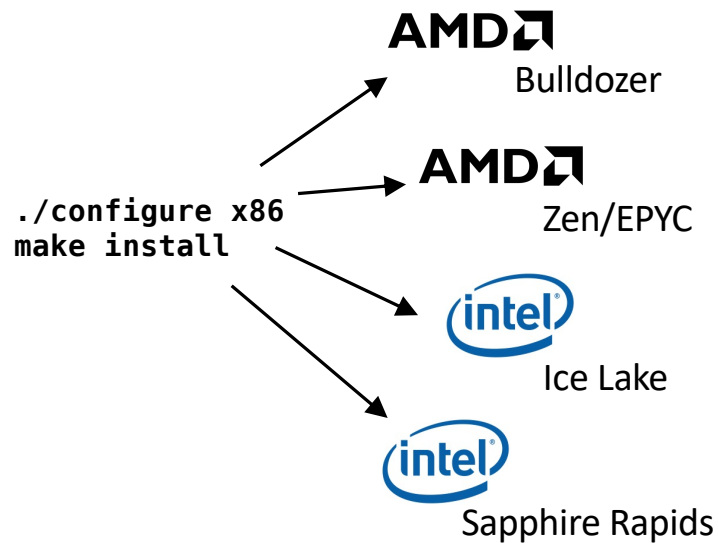 AMD
Bulldozer
AMD
Zen/EPYC
./configure x86
make install
intel®
Ice Lake
intel®
Sapphire Rapids